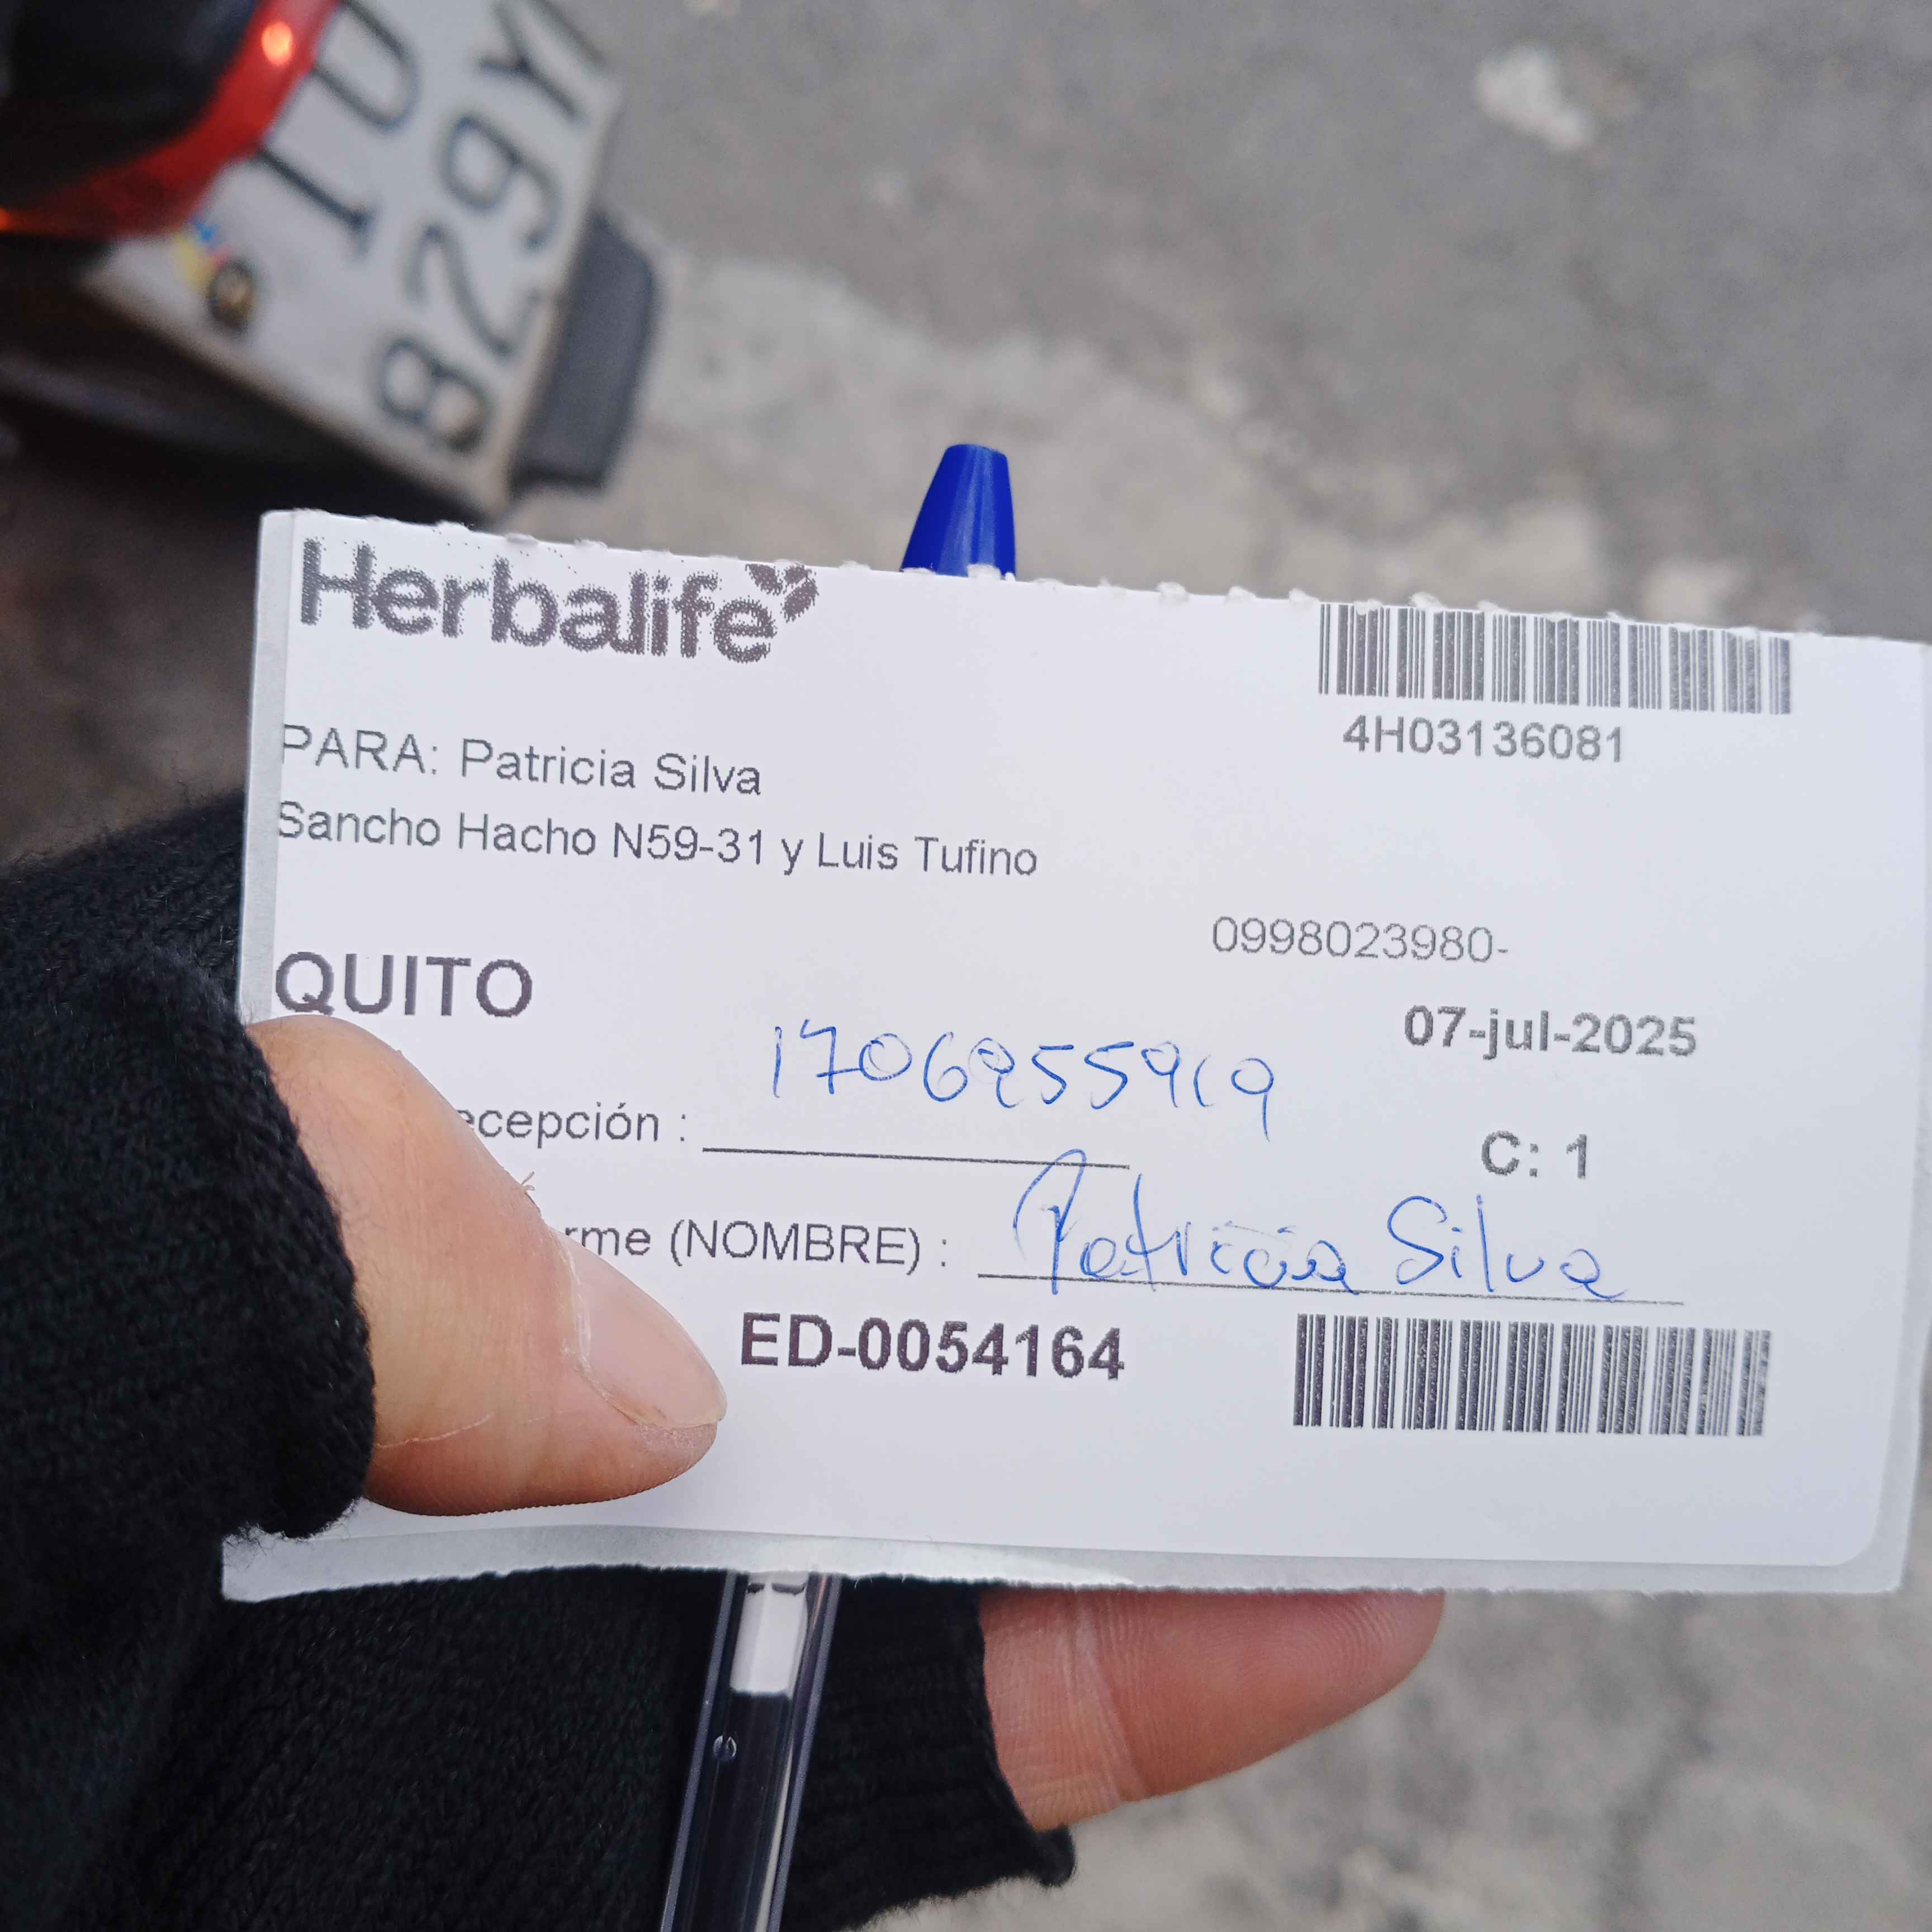 829Y
Herbalife
4H03136081
PARA: Patricia Silva
Sancho Hacho N59-31 y Luis Tufino
0998023980-
QUITO
07-jul-2025
ecepción :
C: 1
rme (NOMBRE) : Patricia Silva
ED-0054164